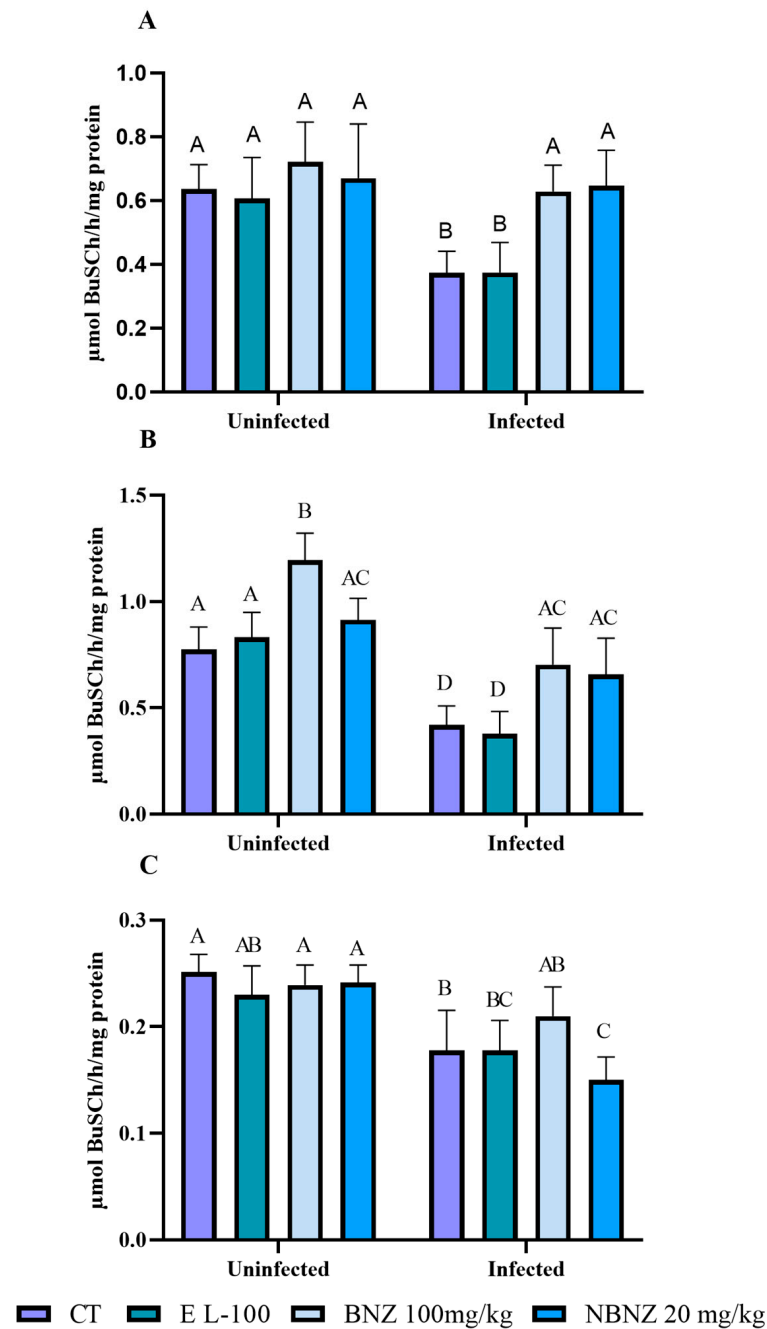 A
µmol BuSCh/h/mg protein
1.0
0.8
0.6
0.4
0.2
0.0
A A A A B B A A
Uninfected Infected
B
µmol BuSCh/h/mg protein
1.5
1.0
0.5
0.0
A A B AC D D AC AC
Uninfected Infected
C
µmol BuSCh/h/mg protein
0.3
0.2
0.1
0.0
A AB A A B BC AB C
Uninfected Infected
CT E L-100 BNZ 100mg/kg NBNZ 20 mg/kg